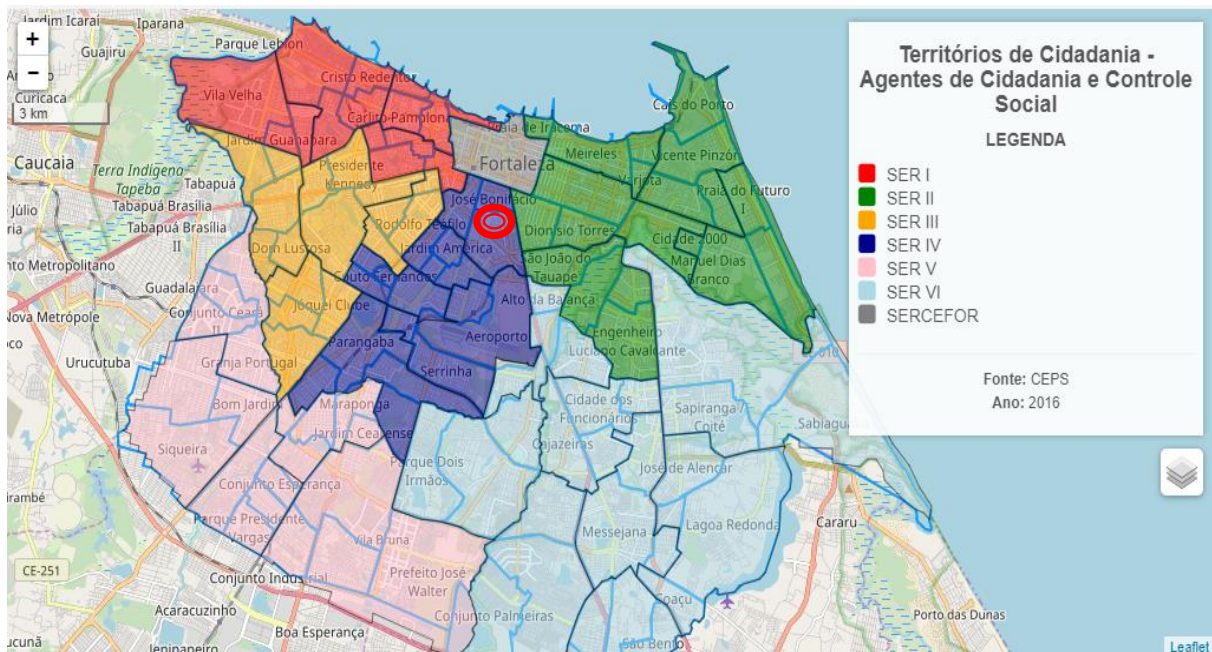 Jardim Icaraí
Iparana
Guajiru
Parque Leblon
+
−
3 km
Curicaca
Cristo Redentor
Vila Velha
Carlito Pamplona
Cais do Porto
Jardim Guanabara
Praia de Iracema
Caucaia
Terra Indígena
Tapeba
Tabapuá
Presidente
Kennedy
Fortaleza
Meireles
Vicente Pinzón
Varjota
Júlio
Tabapuá Brasília
Tabapuá Brasília
II
José Bonifácio
Praia do Futuro
I
Rodolfo Teófilo
Dionísio Torres
Dom Lustosa
Jardim América
Cidade 2000
São João do
Tauape
Manuel Dias
Branco
nto Metropolitano
Couto Fernandes
Guadalajara
Conjunto Ceará
II
Jóquei Clube
Alto da Balança
Nova Metrópole
Parangaba
Aeroporto
Engenheiro
Luciano Cavalcante
010
Urucutuba
Granja Portugal
Serrinha
Bom Jardim
Maraponga
Cidade dos
Funcionários
Sapiranga/
Coité
Sabiaguaba
Jardim Cearense
Siqueira
Cajazeiras
Parque Dois
Irmãos
José de Alencar
Conjunto Esperança
irambé
Parque Presidente
Vargas
Messejana
Lagoa Redonda
Cararu
Vila Bruna
CE-251
Conjunto Industrial
Prefeito José
Walter
Coaçu
Acaracuzinho
Conjunto Palmeiras
Porto das Dunas
Boa Esperança
São Bento
Jenipapeiro
Territórios de Cidadania -
Agentes de Cidadania e Controle
Social
LEGENDA
SER I
SER II
SER III
SER IV
SER V
SER VI
SERCEFOR
Fonte: CEPS
Ano: 2016
Leaflet